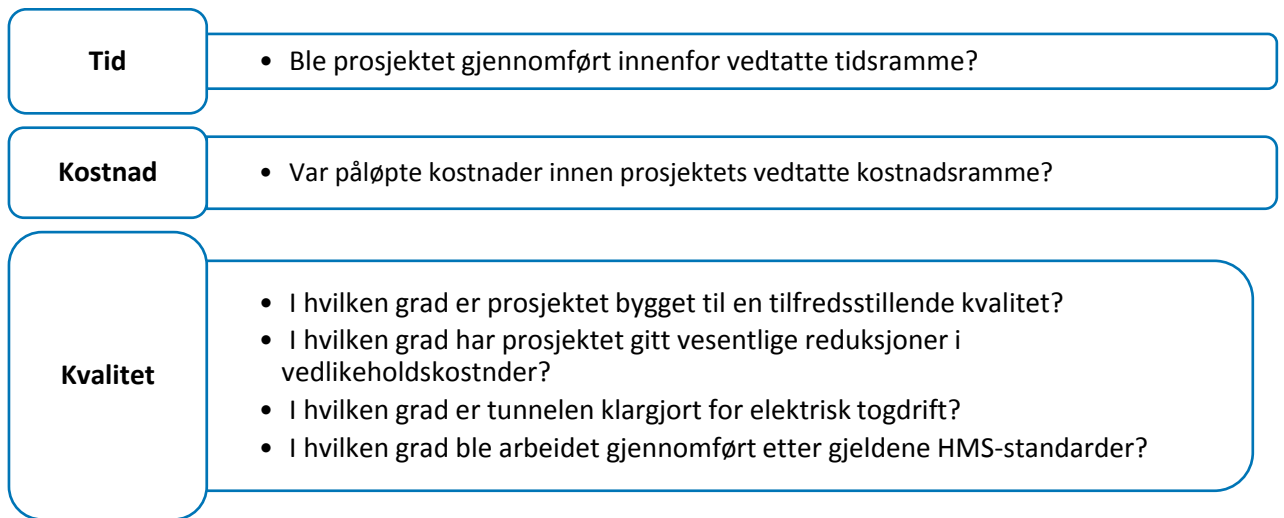 Tid
• Ble prosjektet gjennomført innenfor vedtatte tidsramme?
Kostnad
• Var påløpte kostnader innen prosjektets vedtatte kostnadsramme?
Kvalitet
• I hvilken grad er prosjektet bygget til en tilfredsstillende kvalitet?
• I hvilken grad har prosjektet gitt vesentlige reduksjoner i
vedlikeholdskostnder?
• I hvilken grad er tunnelen klargjort for elektrisk togdrift?
• I hvilken grad ble arbeidet gjennomført etter gjeldene HMS-standarder?